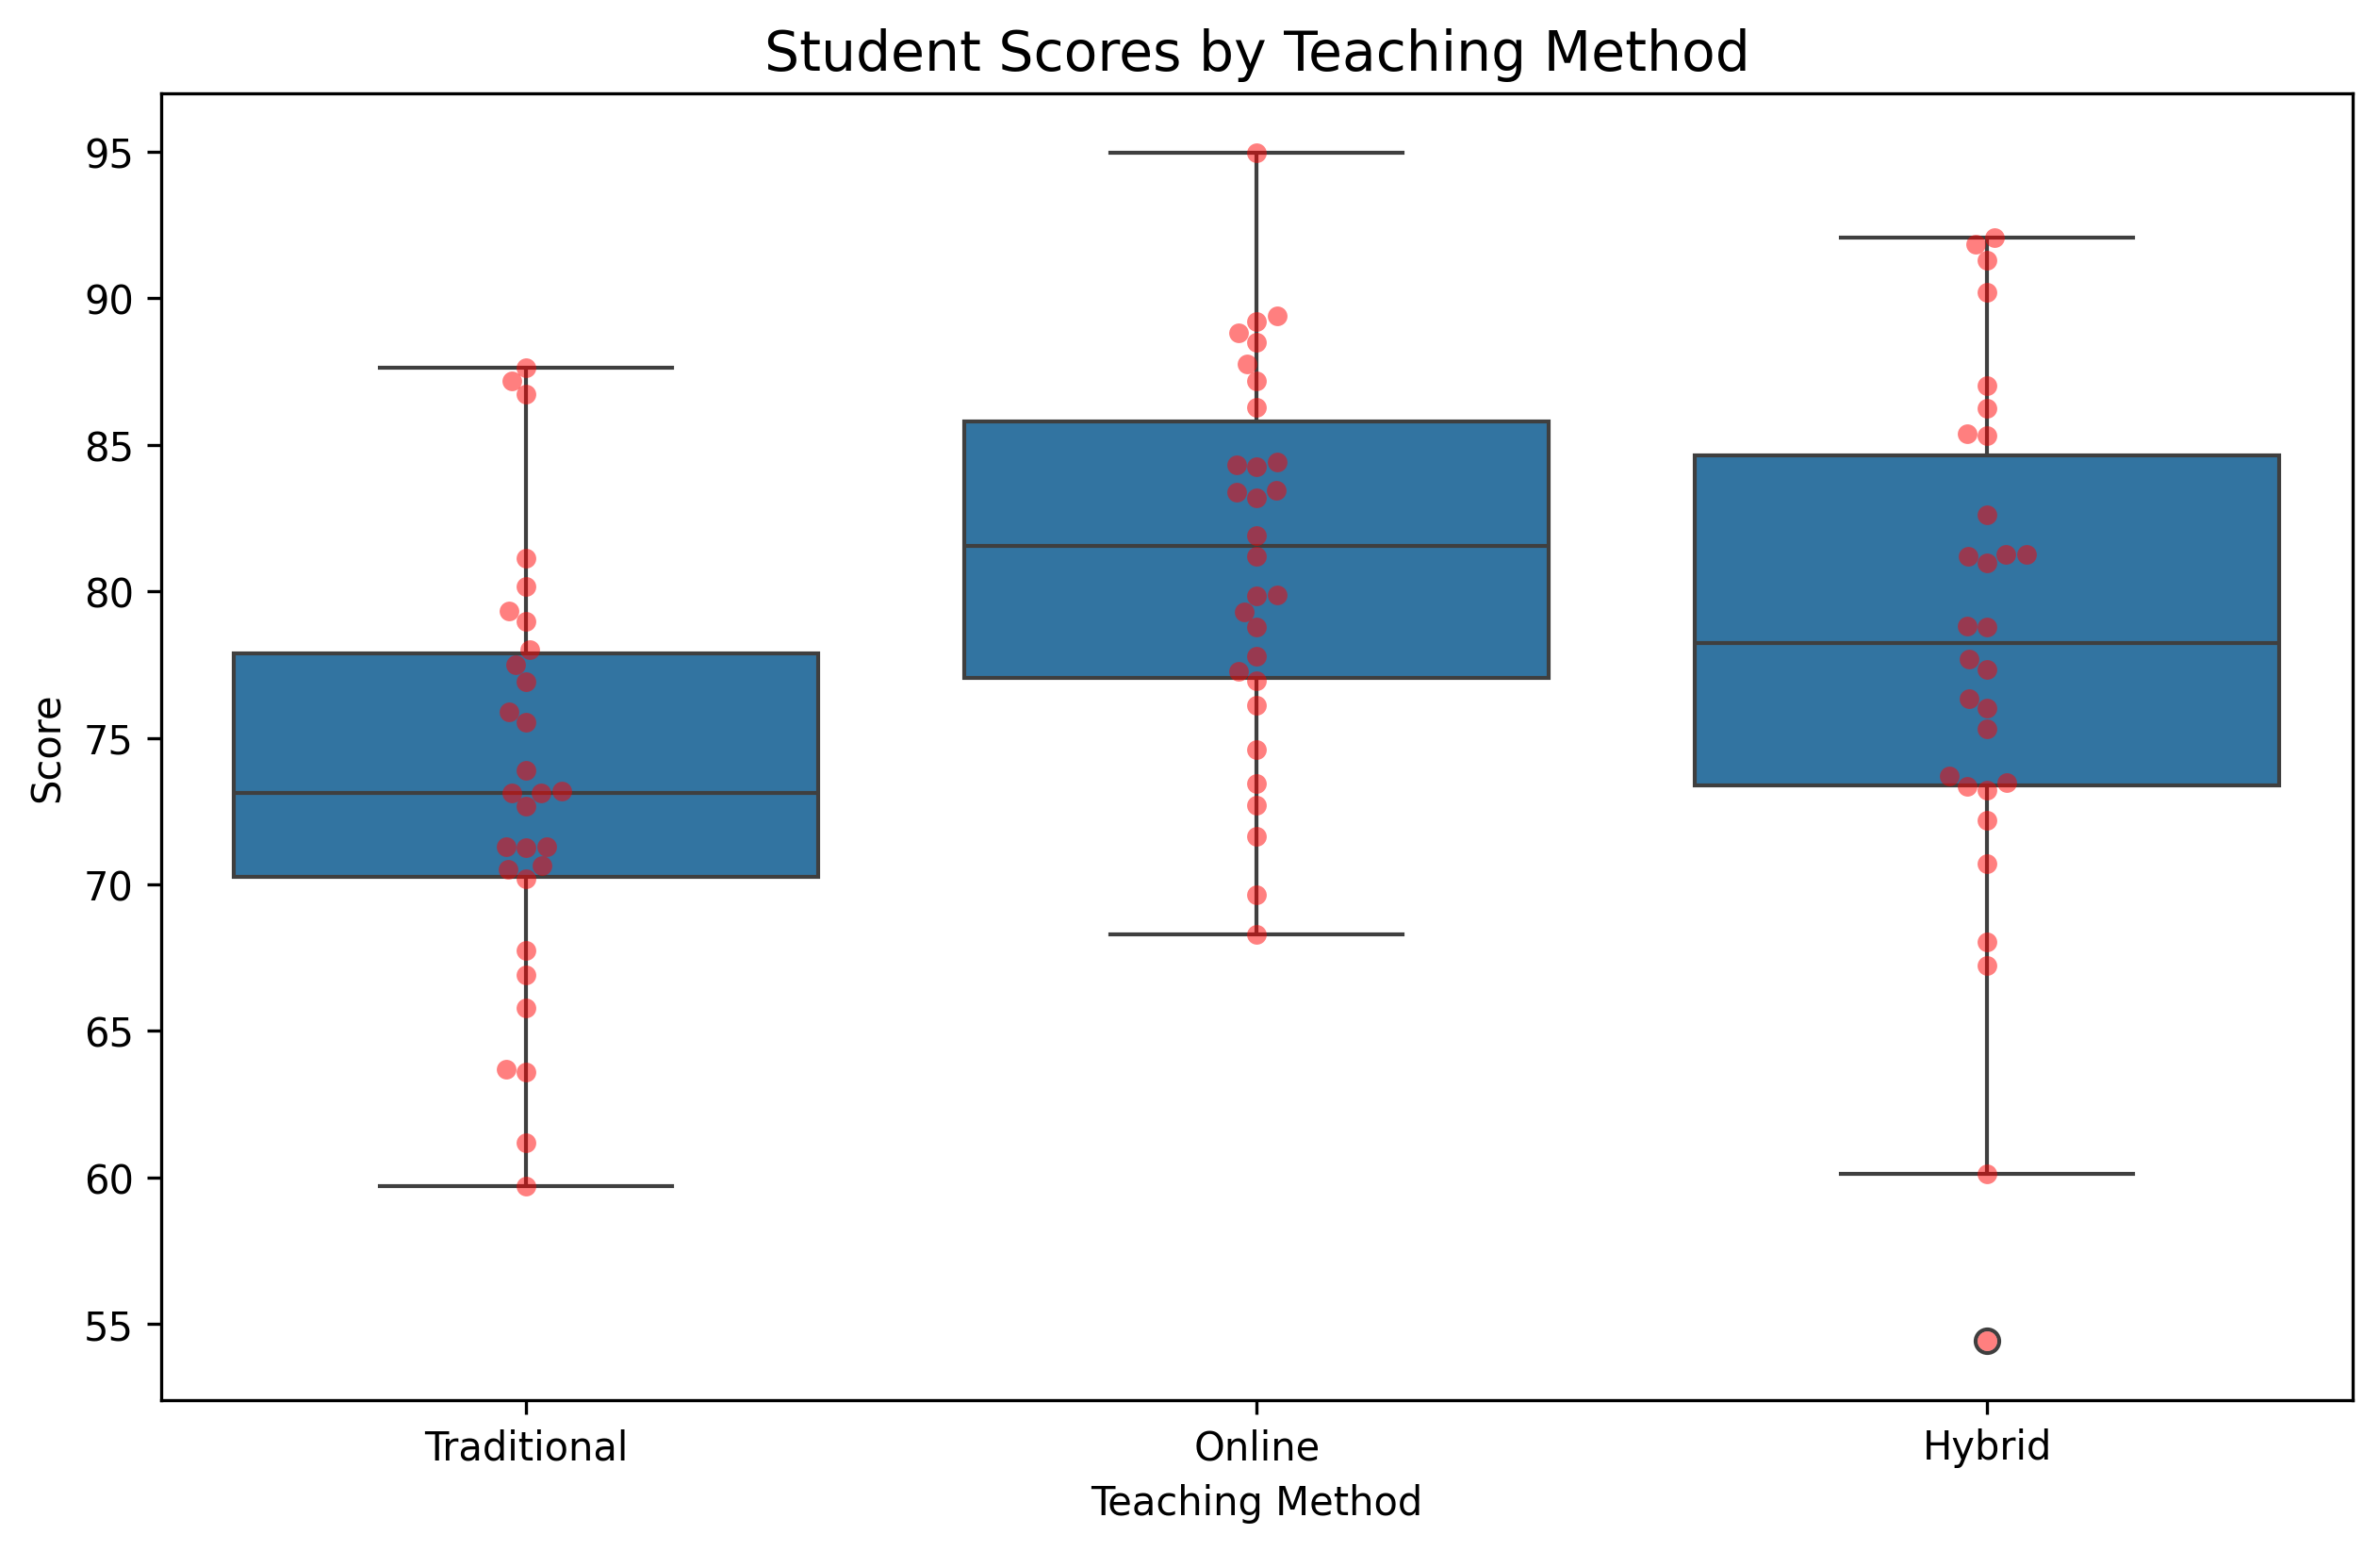 Student Scores by Teaching Method
95
90
85
80
75
70
65
60
55
Score
Traditional
Online
Hybrid
Teaching Method